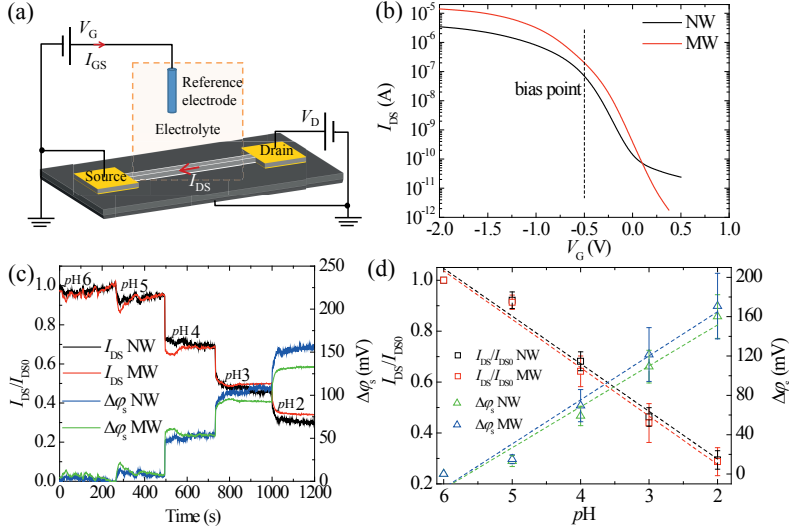 (a)
V_G
I_GS
Reference
electrode
Electrolyte
V_D
Drain
Source
I_DS
(b)
NW
MW
bias point
I_DS (A)
10^-5
10^-6
10^-7
10^-8
10^-9
10^-10
10^-11
10^-12
-2.0 -1.5 -1.0 -0.5 0.0 0.5 1.0
V_G (V)
(c)
pH6
pH5
pH4
pH3
pH2
I_DS NW
I_DS MW
Δφ_s NW
Δφ_s MW
I_DS/I_DS0
1.0
0.8
0.6
0.4
0.2
0.0
250
200
150
100
50
0
Δφ_s (mV)
0 200 400 600 800 1000 1200
Time (s)
(d)
I_DS/I_DS0 NW
I_DS/I_DS0 MW
Δφ_s NW
Δφ_s MW
I_DS/I_DS0
1.0
0.8
0.6
0.4
0.2
200
160
120
80
40
0
Δφ_s (mV)
6 5 4 3 2
pH